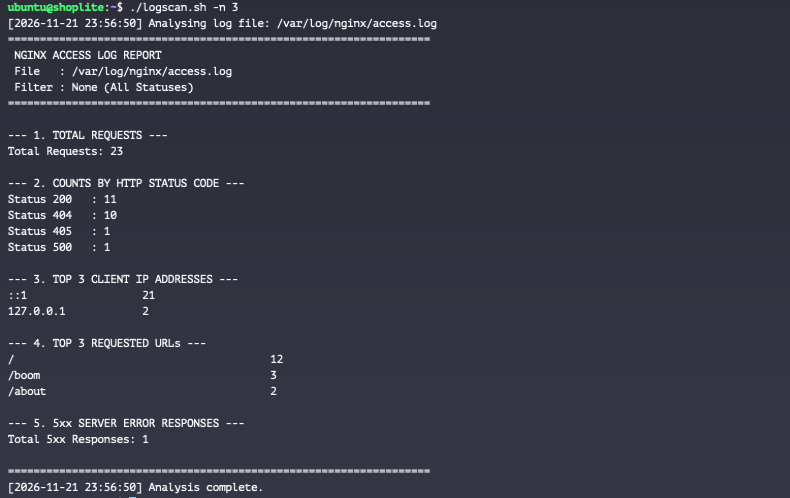 ubuntu@shoplite:~$ ./logscan.sh -n 3
[2026-11-21 23:56:50] Analysing log file: /var/log/nginx/access.log
==================================================================
NGINX ACCESS LOG REPORT
File   : /var/log/nginx/access.log
Filter : None (All Statuses)
==================================================================
--- 1. TOTAL REQUESTS ---
Total Requests: 23
--- 2. COUNTS BY HTTP STATUS CODE ---
Status 200   : 11
Status 404   : 10
Status 405   : 1
Status 500   : 1
--- 3. TOP 3 CLIENT IP ADDRESSES ---
::1                  21
127.0.0.1            2
--- 4. TOP 3 REQUESTED URLs ---
/                                        12
/boom                                    3
/about                                   2
--- 5. 5xx SERVER ERROR RESPONSES ---
Total 5xx Responses: 1
==================================================================
[2026-11-21 23:56:50] Analysis complete.